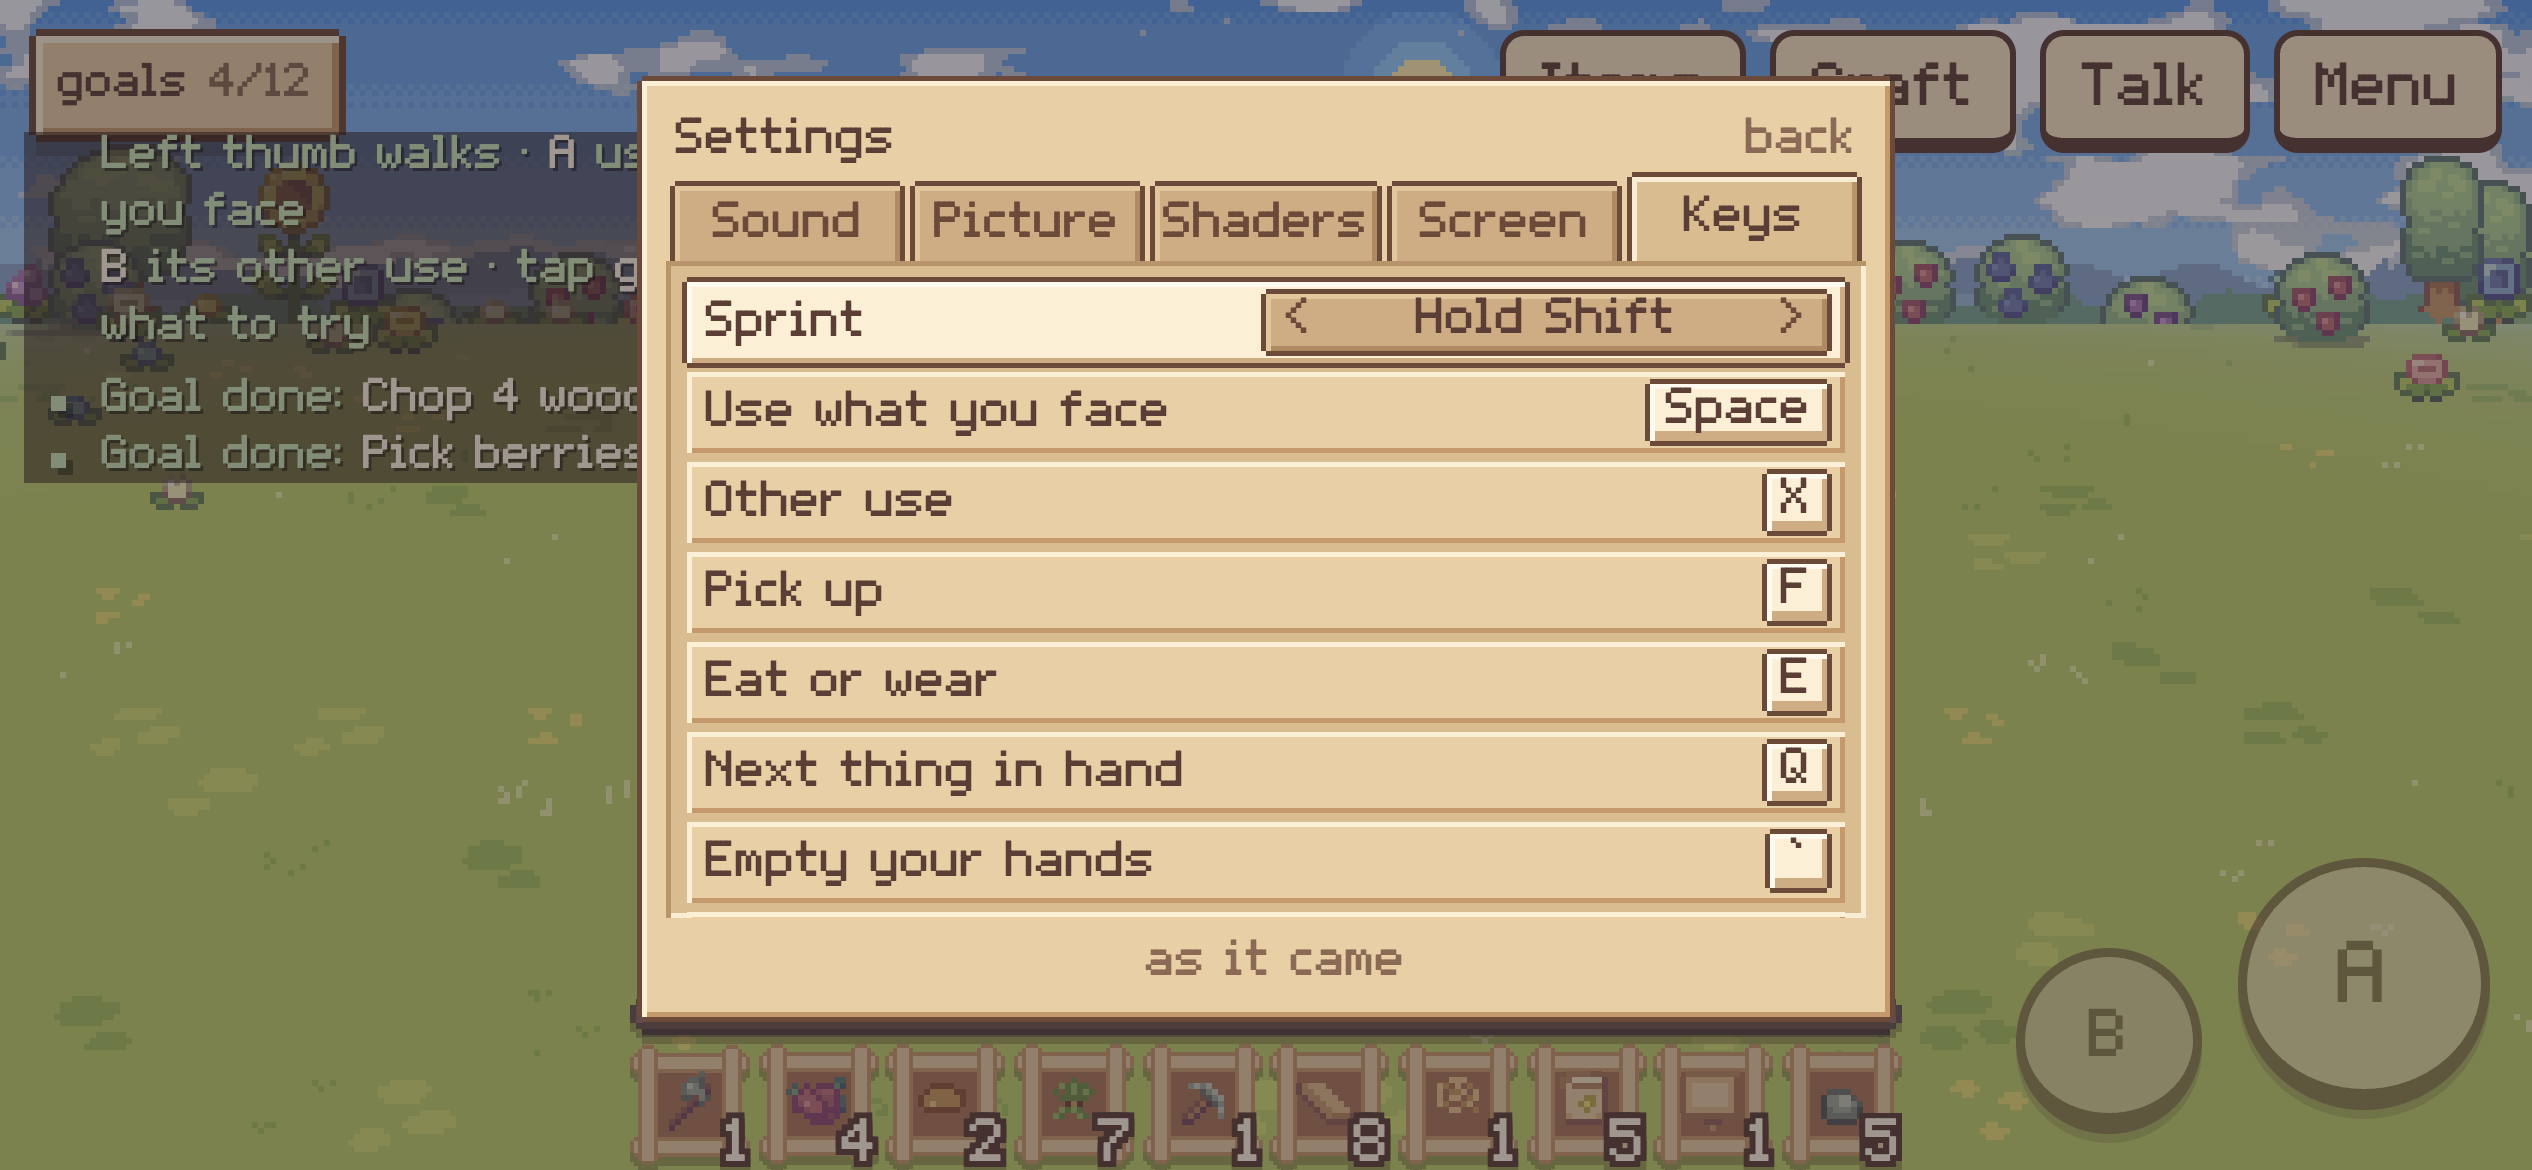 goals 4/12
Craft
Talk
Menu
Left thumb walks · A us
you face
B its other use · tap g
what to try
Goal done: Chop 4 wood
Goal done: Pick berries
Settings
back
Sound
Picture
Shaders
Screen
Keys
Sprint
< Hold Shift >
Use what you face
Space
Other use
X
Pick up
F
Eat or wear
E
Next thing in hand
Q
Empty your hands
`
as it came
B
A
1
4
2
7
1
8
1
5
1
5